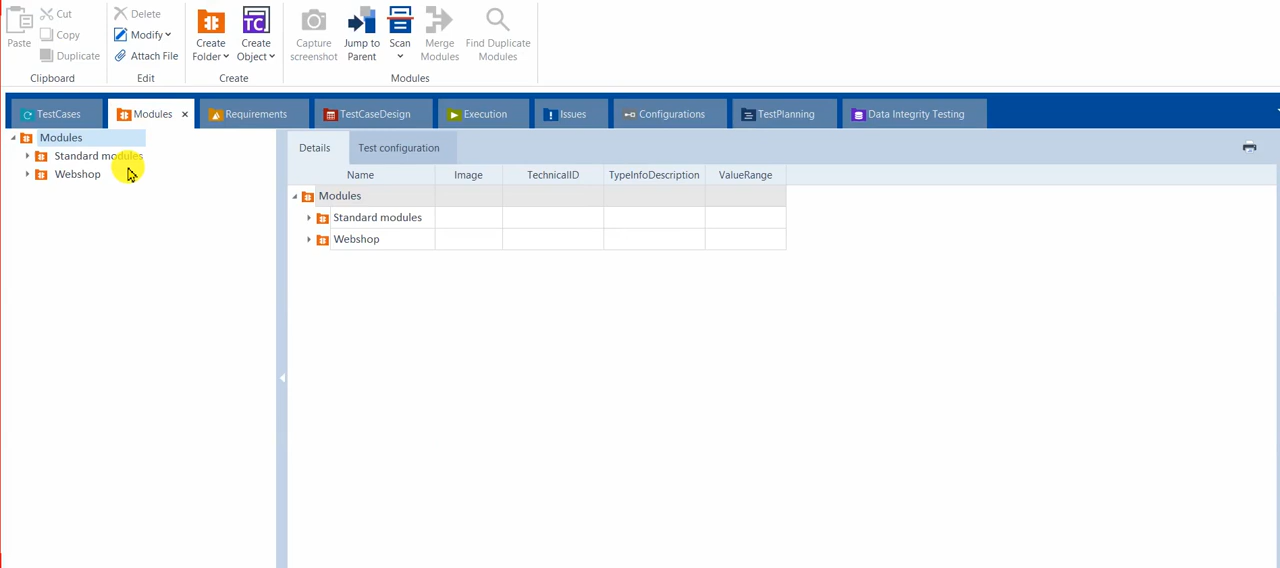 Cut
Delete
Paste
Copy
Modify
Duplicate
Attach File
Create
Folder
Create
Object
Capture
screenshot
Jump to
Parent
Scan
Merge
Modules
Find Duplicate
Modules
Clipboard
Edit
Create
Modules
TestCases
Modules
Requirements
TestCaseDesign
Execution
Issues
Configurations
TestPlanning
Data Integrity Testing
Modules
Standard modules
Webshop
Details
Test configuration
Name
Image
TechnicalID
TypeInfoDescription
ValueRange
Modules
Standard modules
Webshop
TC